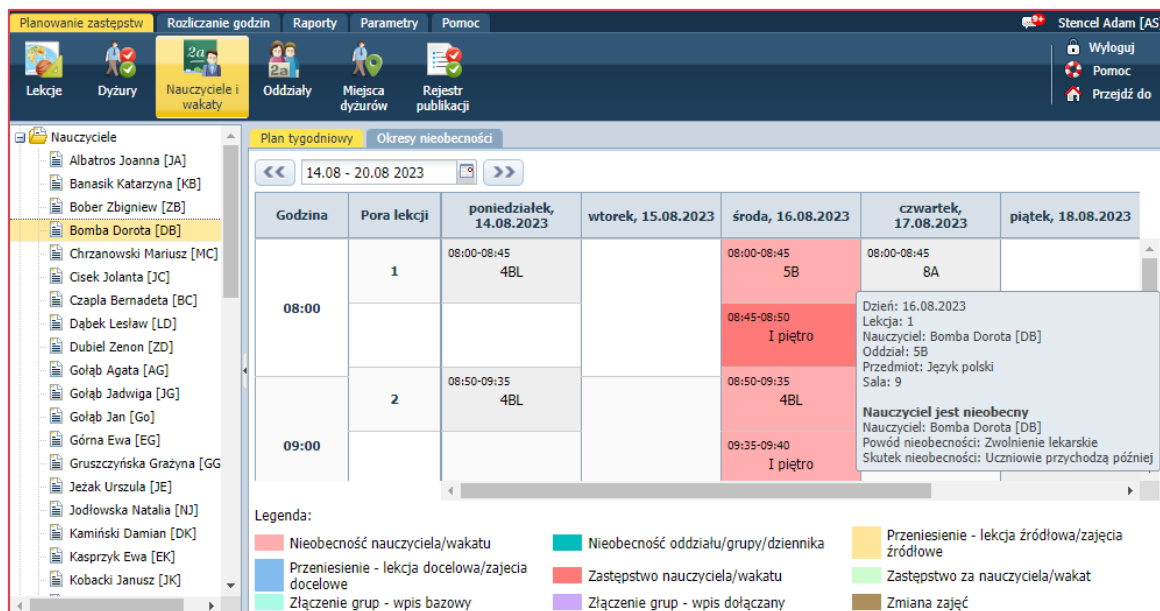 Planowanie zastępstw Rozliczanie godzin Raporty Parametry Pomoc
9+ Stencel Adam [AS]
Lekcje
Dyżury
2a
Nauczyciele i
wakaty
2a
Oddziały
Miejsca
dyżurów
Rejestr
publikacji
Wyloguj
Pomoc
Przejdź do
Nauczyciele
Albatros Joanna [JA]
Banasik Katarzyna [KB]
Bober Zbigniew [ZB]
Bomba Dorota [DB]
Chrzanowski Mariusz [MC]
Cisek Jolanta [JC]
Czapla Bernadeta [BC]
Dąbek Lesław [LD]
Dubiel Zenon [ZD]
Gołąb Agata [AG]
Gołąb Jadwiga [JG]
Gołąb Jan [Go]
Górna Ewa [EG]
Gruszczyńska Grażyna [GG
Jeżak Urszula [JE]
Jodłowska Natalia [NJ]
Kamiński Damian [DK]
Kasprzyk Ewa [EK]
Kobacki Janusz [JK]
Plan tygodniowy Okresy nieobecności
14.08 - 20.08 2023
Godzina Pora lekcji poniedziałek, 14.08.2023 wtorek, 15.08.2023 środa, 16.08.2023 czwartek, 17.08.2023 piątek, 18.08.2023
08:00
1
08:00-08:45
4BL
08:00-08:45
5B
08:00-08:45
8A
08:45-08:50
I piętro
09:00
2
08:50-09:35
4BL
08:50-09:35
4BL
09:35-09:40
I piętro
Dzień: 16.08.2023
Lekcja: 1
Nauczyciel: Bomba Dorota [DB]
Oddział: 5B
Przedmiot: Język polski
Sala: 9
Nauczyciel jest nieobecny
Nauczyciel: Bomba Dorota [DB]
Powód nieobecności: Zwolnienie lekarskie
Skutek nieobecności: Uczniowie przychodzą później
Legenda:
Nieobecność nauczyciela/wakatu
Nieobecność oddziału/grupy/dziennika
Przeniesienie - lekcja źródłowa/zajęcia
źródłowe
Przeniesienie - lekcja docelowa/zajecia
docelowe
Zastępstwo nauczyciela/wakatu
Zastępstwo za nauczyciela/wakat
Złączenie grup - wpis bazowy
Złączenie grup - wpis dołączany
Zmiana zajęć